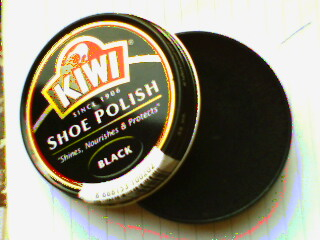 KIWI
SINCE 1906
SHOE POLISH
"Shines, Nourishes & Protects"
BLACK